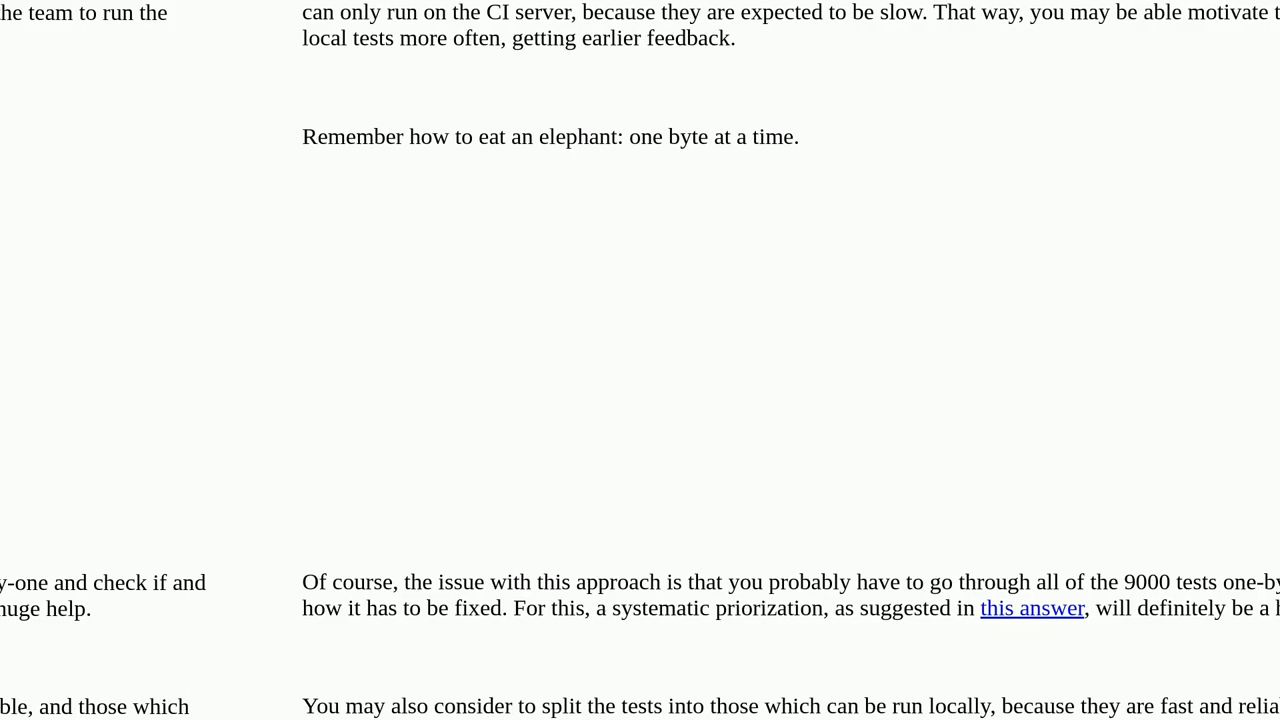 the team to run the
can only run on the CI server, because they are expected to be slow. That way, you may be able motivate
local tests more often, getting earlier feedback.
Remember how to eat an elephant: one byte at a time.
y-one and check if and
huge help.
Of course, the issue with this approach is that you probably have to go through all of the 9000 tests one-by
how it has to be fixed. For this, a systematic priorization, as suggested in this answer, will definitely be a
ble, and those which
You may also consider to split the tests into those which can be run locally, because they are fast and relia